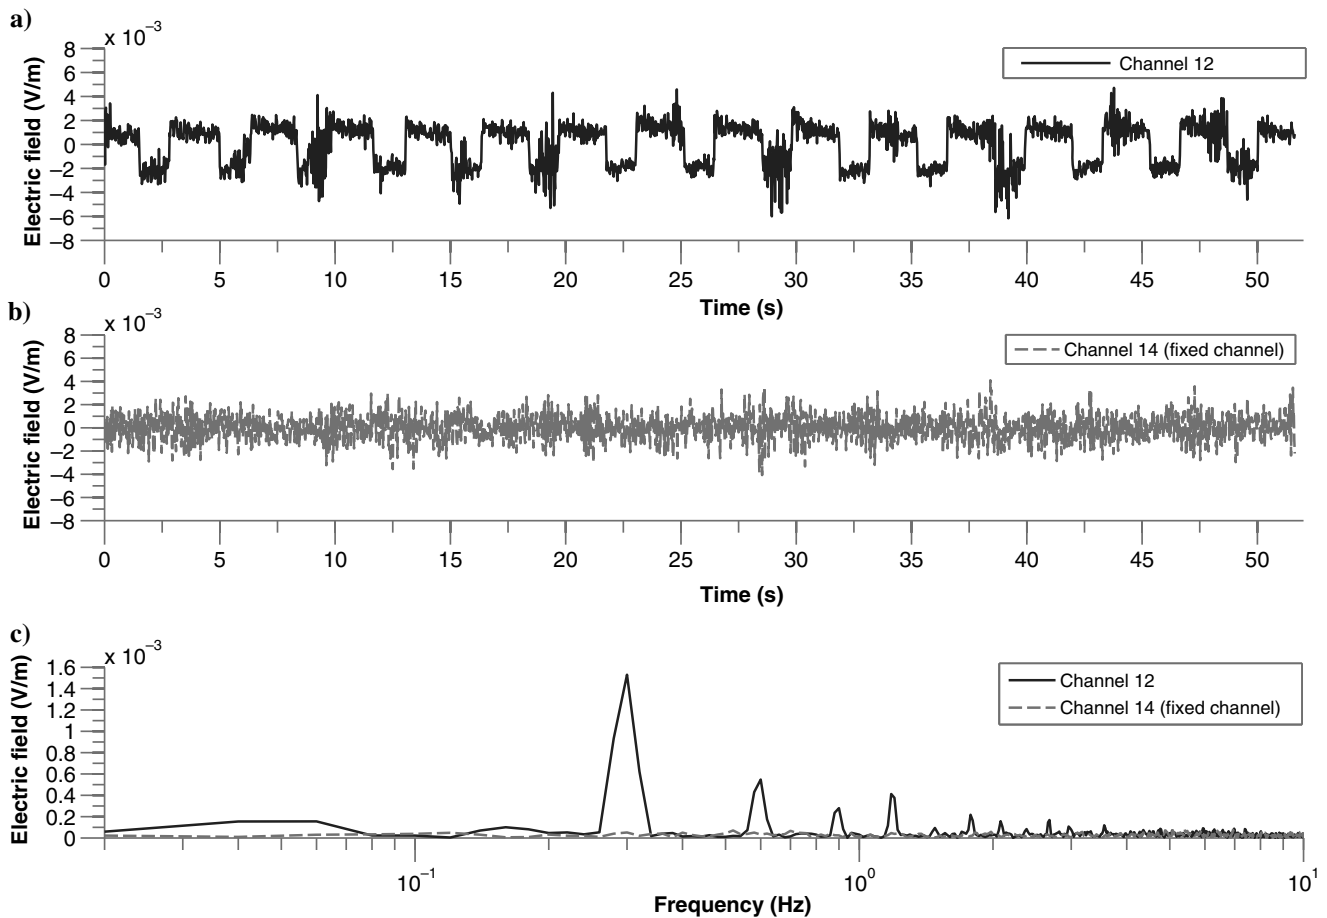 a)
x 10⁻³
Electric field (V/m)
8
6
4
2
0
−2
−4
−6
−8
Channel 12
0 5 10 15 20 25 30 35 40 45 50
Time (s)
b)
x 10⁻³
Electric field (V/m)
8
6
4
2
0
−2
−4
−6
−8
Channel 14 (fixed channel)
0 5 10 15 20 25 30 35 40 45 50
Time (s)
c)
x 10⁻³
Electric field (V/m)
1.6
1.4
1.2
1
0.8
0.6
0.4
0.2
0
Channel 12
Channel 14 (fixed channel)
10⁻¹ 10⁰ 10¹
Frequency (Hz)